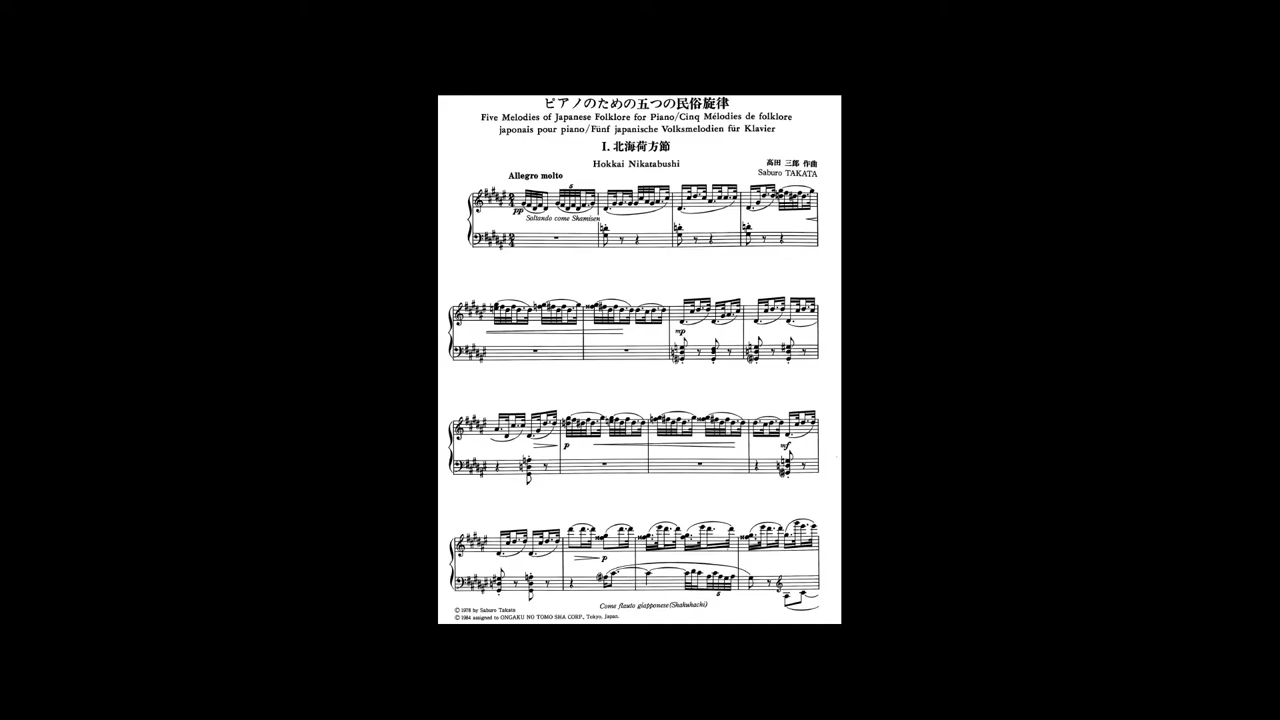 ピアノのための五つの民俗旋律
Five Melodies of Japanese Folklore for Piano/Cinq Mélodies de folklore
japonais pour piano/Fünf japanische Volksmelodien für Klavier
I. 北海荷方節
Hokkai Nikatabushi
高田 三郎 作曲
Saburo TAKATA
Allegro molto
6
pp
Saltando come Shamisen
mp
p
mf
p
Come flauto giapponese (Shakuhachi)
5
© 1978 by Saburo Takata
© 1984 assigned to ONGAKU NO TOMO SHA CORP., Tokyo, Japan.